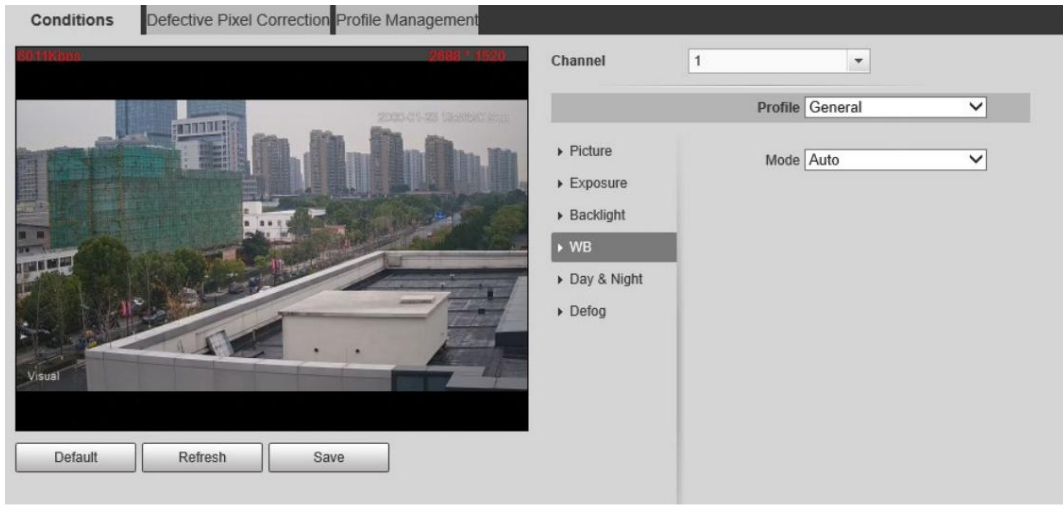 Conditions Defective Pixel Correction Profile Management
6011Kbps 2688 * 1520
Channel 1
Profile General
Picture
Mode Auto
Exposure
Backlight
WB
Day & Night
Defog
Visual
Default Refresh Save